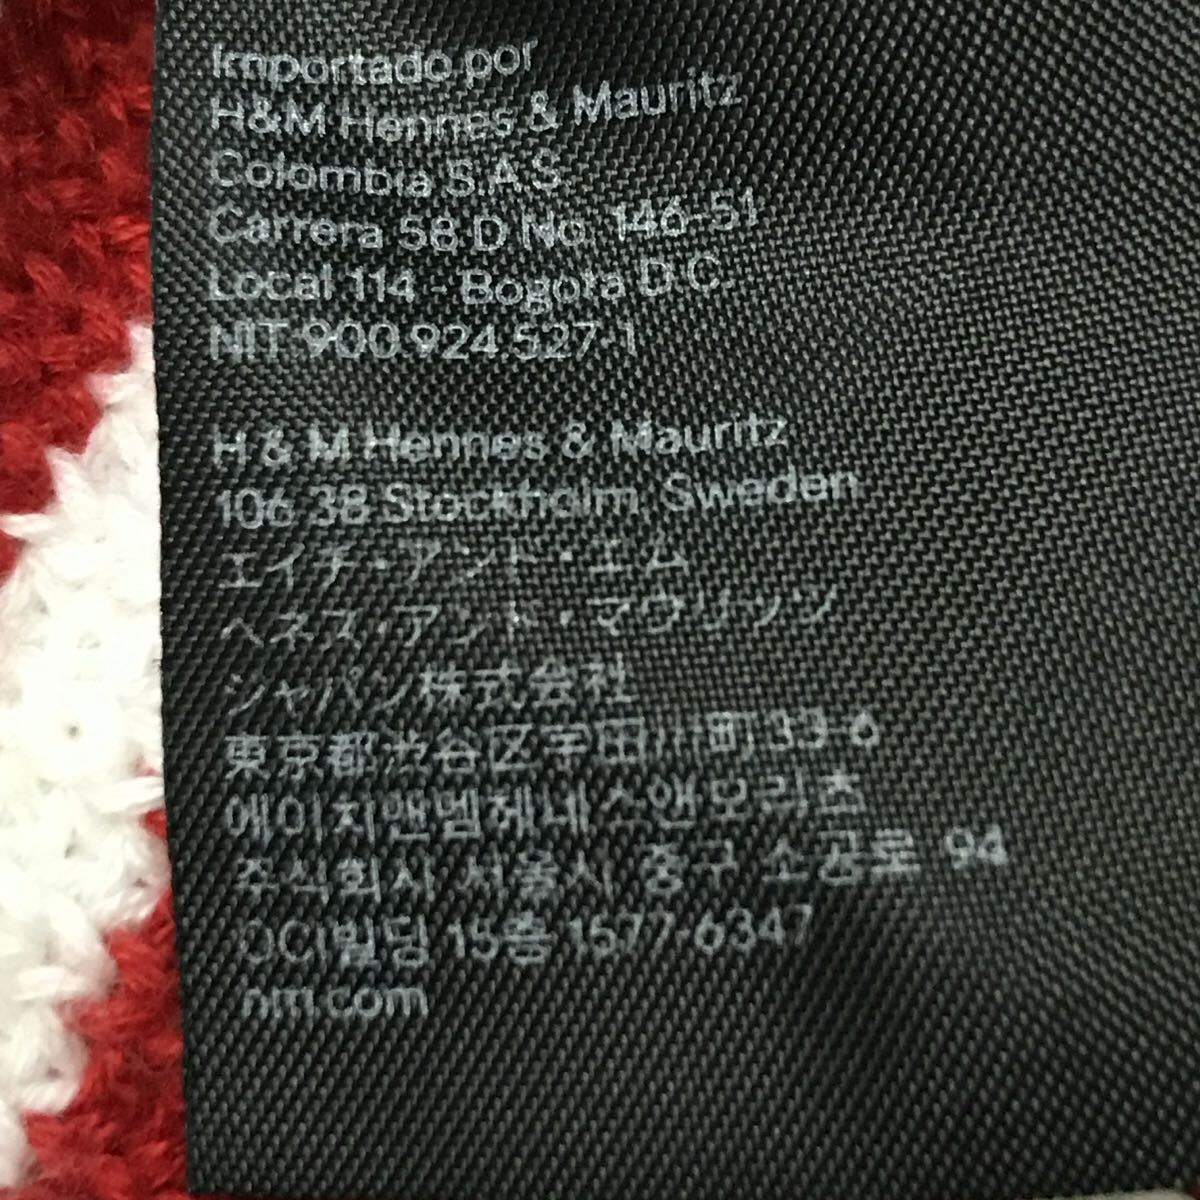 Importado por
H&M Hennes & Mauritz
Colombia S.A.S.
Carrera 58 D No. 146-51
Local 114 - Bogota D.C.
NIT 900.924.527-1
H & M Hennes & Mauritz
106 38 Stockholm, Sweden
エイチ・アンド・エム
ヘネス・アンド・マウリッツ
ジャパン株式会社
東京都渋谷区宇田川町33-6
에이치앤엠헤네스앤모리츠
주식회사 서울시 중구 소공로 94
OCI빌딩 15층 1577-6347
hm.com